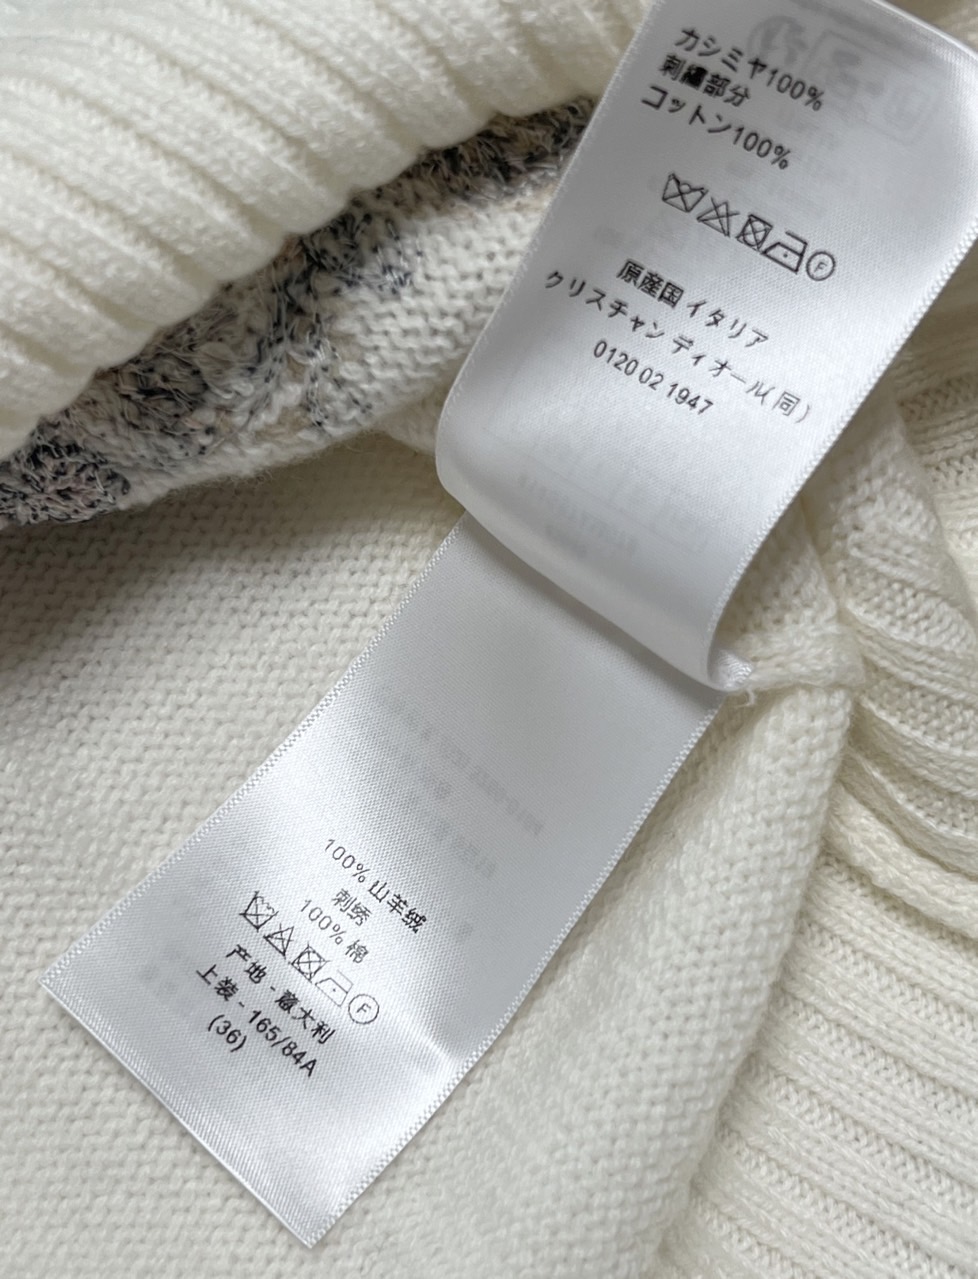 カシミヤ100%
刺繍部分
コットン100%
F
原産国 イタリア
クリスチャン ディオール(同)
0120 02 1947
100% 山羊绒
刺绣
100% 棉
F
产地 - 意大利
上装 - 165/84A
(36)